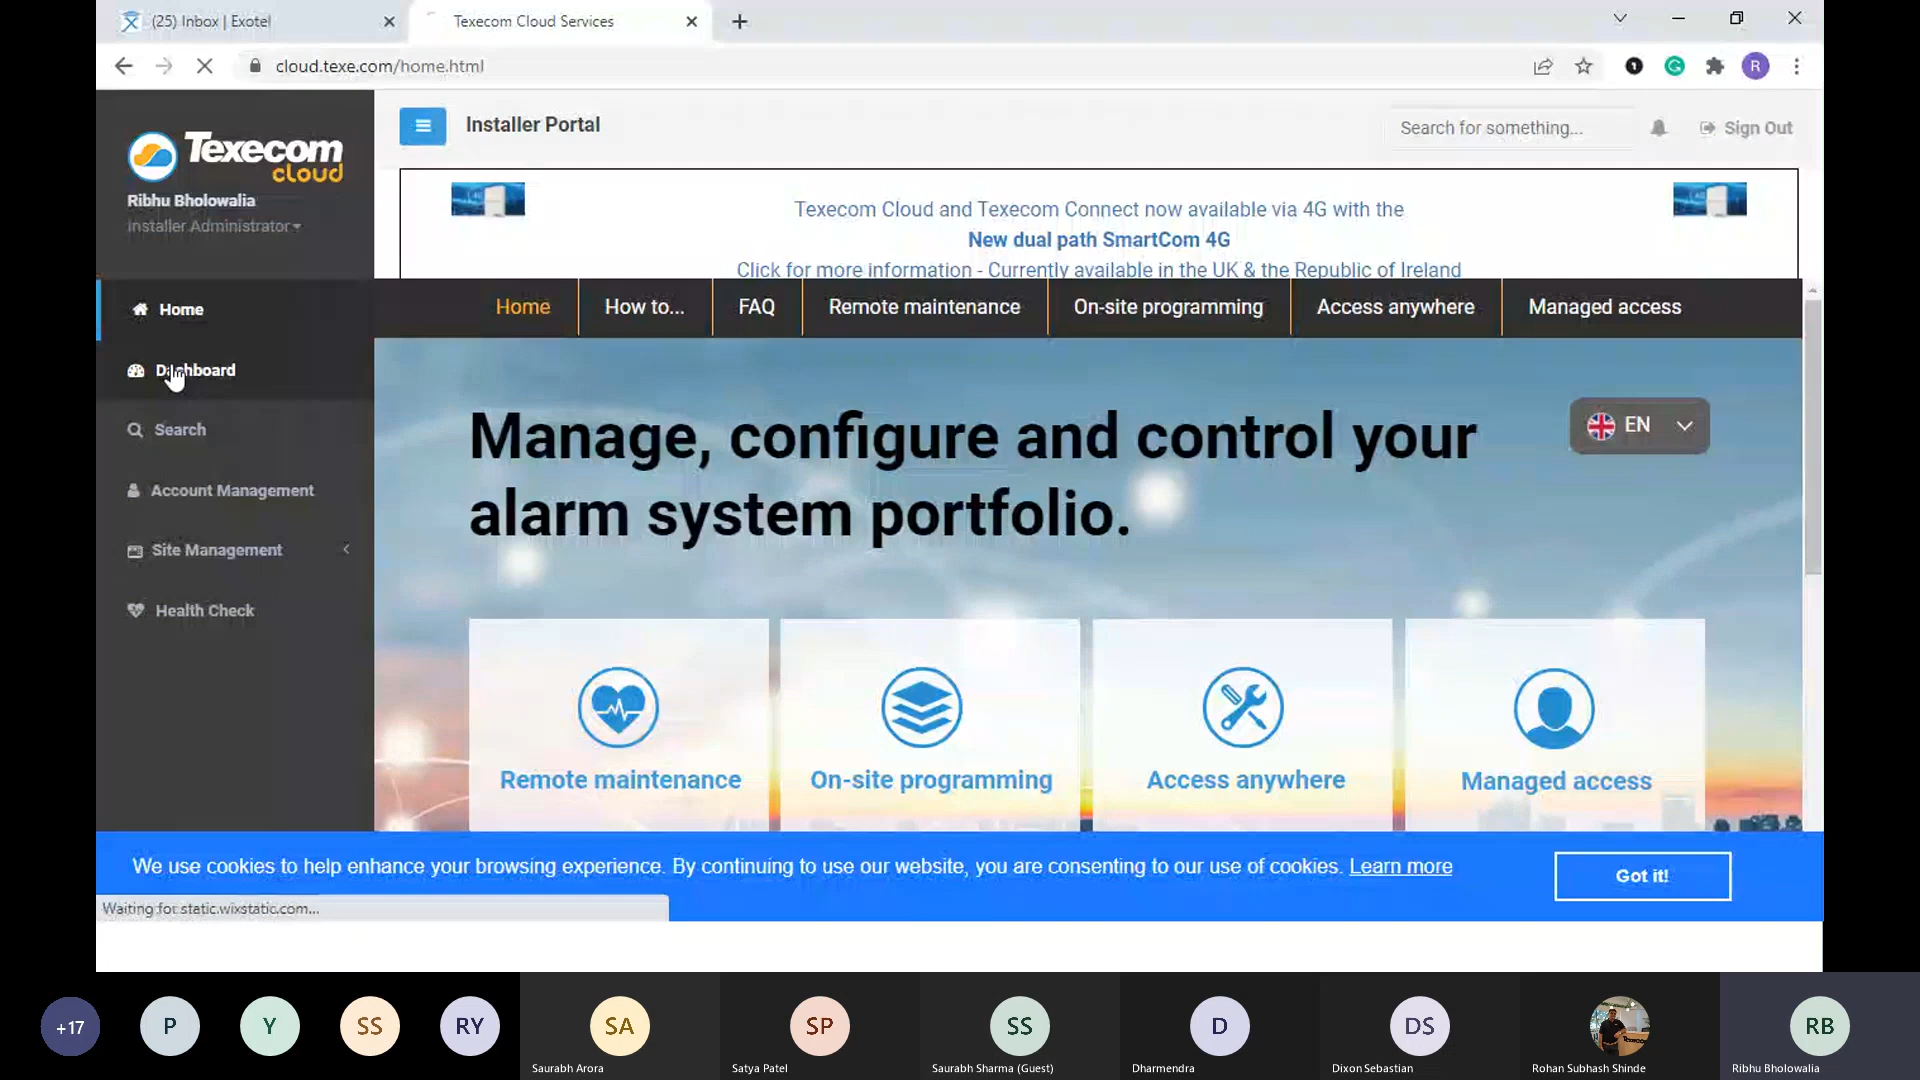 (25) Inbox | Exotel
Texecom Cloud Services
cloud.texe.com/home.html
R
Texecom
cloud
Ribhu Bholowalia
Installer Administrator
Installer Portal
Search for something...
Sign Out
Texecom Cloud and Texecom Connect now available via 4G with the
New dual path SmartCom 4G
Click for more information - Currently available in the UK & the Republic of Ireland
Home
Dashboard
Search
Account Management
Site Management
Health Check
Home
How to...
FAQ
Remote maintenance
On-site programming
Access anywhere
Managed access
Manage, configure and control your
alarm system portfolio.
EN
Remote maintenance
On-site programming
Access anywhere
Managed access
We use cookies to help enhance your browsing experience. By continuing to use our website, you are consenting to our use of cookies. Learn more
Got it!
Waiting for static.wixstatic.com...
+17
P
Y
SS
RY
SA
Saurabh Arora
SP
Satya Patel
SS
Saurabh Sharma (Guest)
D
Dharmendra
DS
Dixon Sebastian
Rohan Subhash Shinde
RB
Ribhu Bholowalia